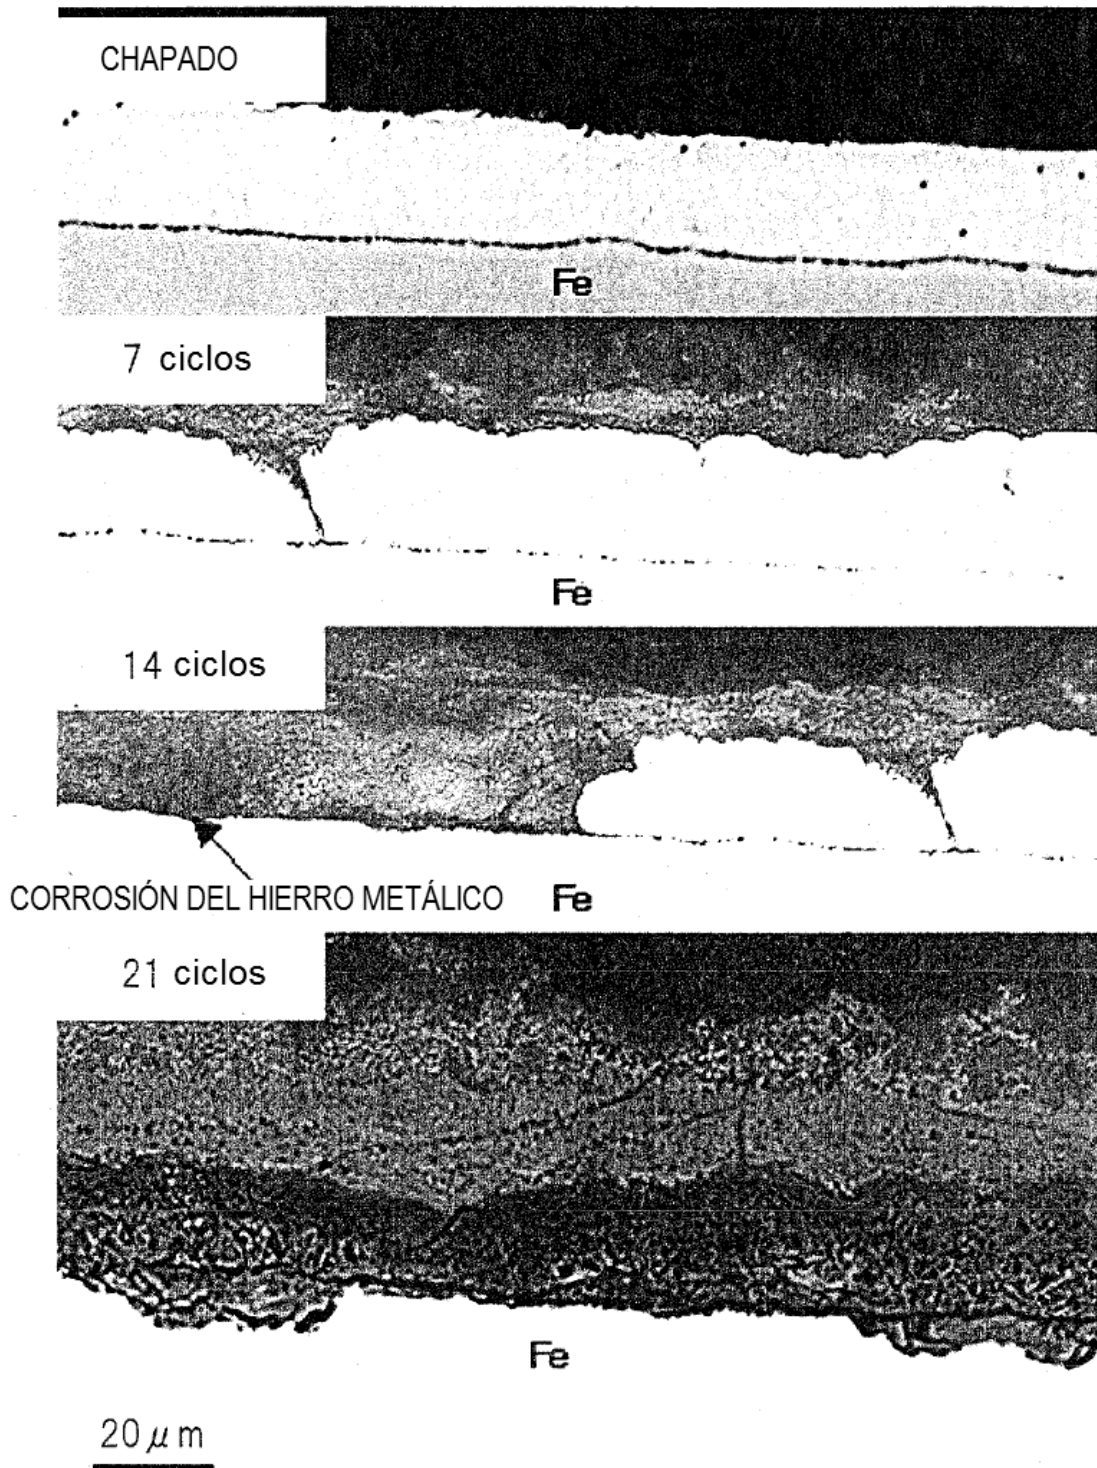 CHAPADO
Fe
7 ciclos
Fe
14 ciclos
CORROSIÓN DEL HIERRO METÁLICO
Fe
21 ciclos
Fe
20 μm